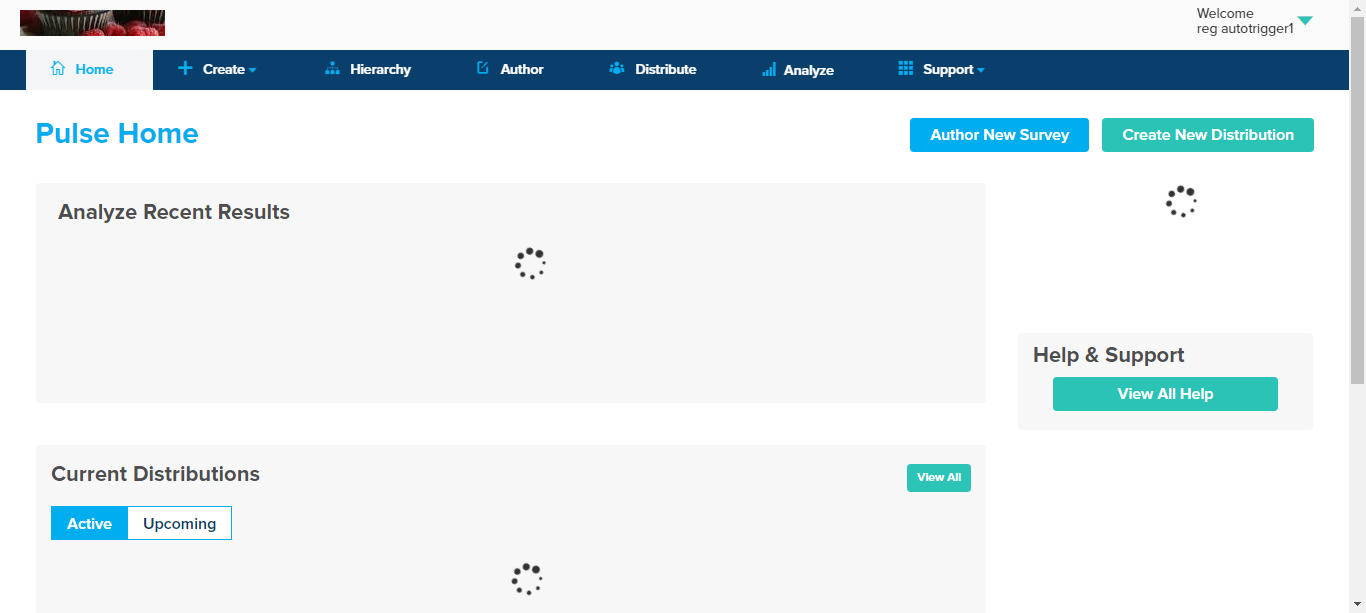 Welcome
reg autotrigger1
Home
Create
Hierarchy
Author
Distribute
Analyze
Support
Pulse Home
Author New Survey
Create New Distribution
Analyze Recent Results
Help & Support
View All Help
Current Distributions
View All
Active
Upcoming